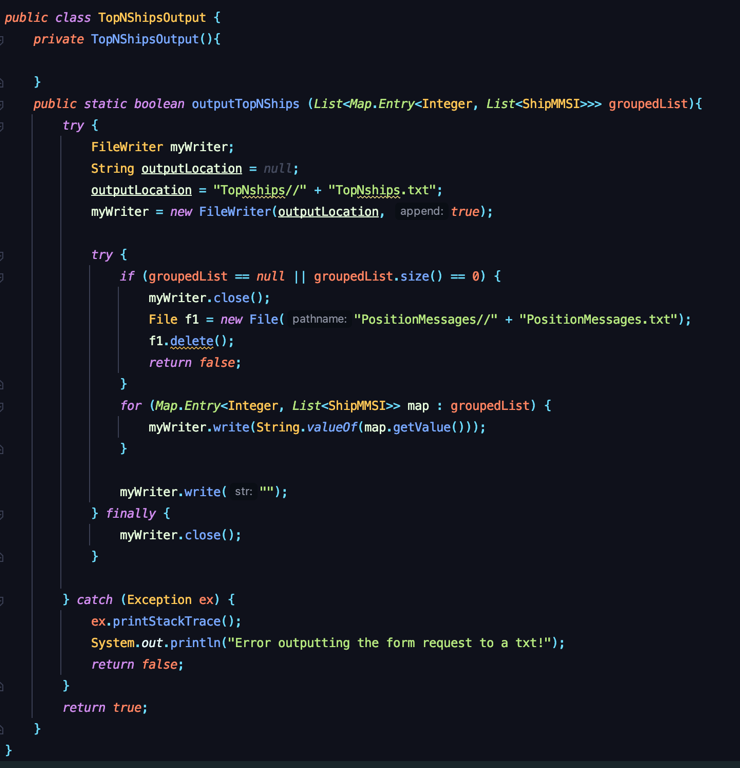 public class TopNShipsOutput {
    private TopNShipsOutput(){

    }
    public static boolean outputTopNShips (List<Map.Entry<Integer, List<ShipMMSI>>> groupedList){
        try {
            FileWriter myWriter;
            String outputLocation = null;
            outputLocation = "TopNships//" + "TopNships.txt";
            myWriter = new FileWriter(outputLocation, append: true);

            try {
                if (groupedList == null || groupedList.size() == 0) {
                    myWriter.close();
                    File f1 = new File( pathname: "PositionMessages//" + "PositionMessages.txt");
                    f1.delete();
                    return false;
                }
                for (Map.Entry<Integer, List<ShipMMSI>> map : groupedList) {
                    myWriter.write(String.valueOf(map.getValue()));
                }

                myWriter.write( str: "");
            } finally {
                myWriter.close();
            }

        } catch (Exception ex) {
            ex.printStackTrace();
            System.out.println("Error outputting the form request to a txt!");
            return false;
        }
        return true;
    }
}